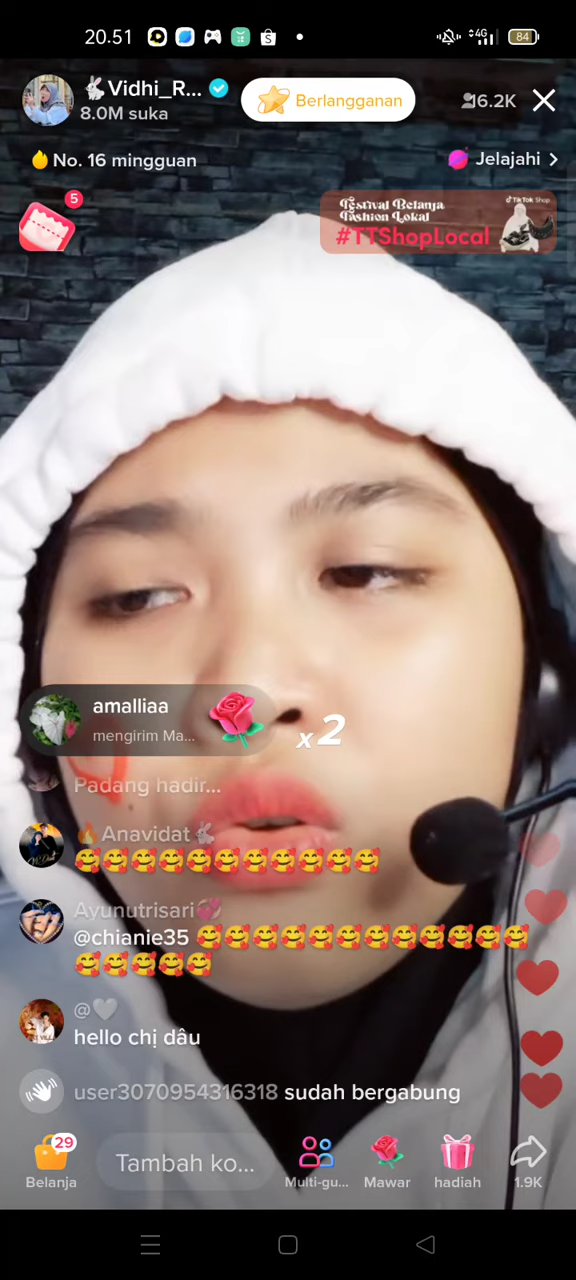 20.51
4G
84
🐇Vidhi_R...
8.0M suka
Berlangganan
16.2K
No. 16 mingguan
Jelajahi
5
Festival Belanja
Fashion Lokal
#TTShopLocal
TikTok Shop
amalliaa
mengirim Ma...
x2
Padang hadir...
🔥Anavidat🐇
🥰🥰🥰🥰🥰🥰🥰🥰🥰🥰🥰
Ayunutrisari💞
@chianie35 🥰🥰🥰🥰🥰🥰🥰🥰🥰🥰🥰🥰
🥰🥰🥰🥰🥰
@🤍
hello chị dâu
user3070954316318 sudah bergabung
29
Belanja
Tambah ko...
Multi-gu...
Mawar
hadiah
1.9K